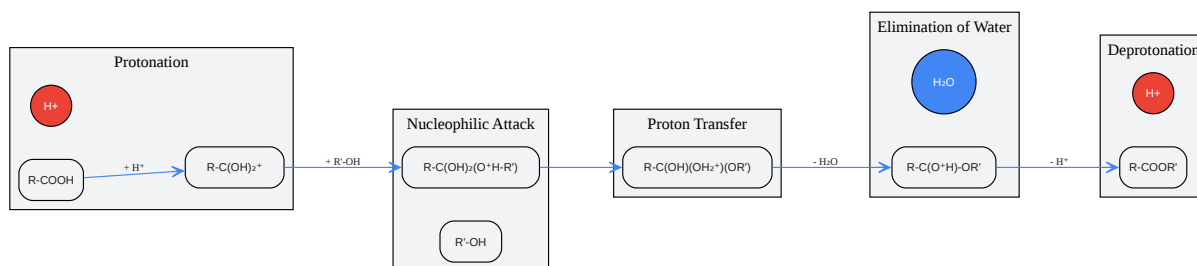 Protonation
H+
R-COOH
+ H⁺
R-C(OH)₂⁺
+ R'-OH
Nucleophilic Attack
R-C(OH)₂(O⁺H-R')
R'-OH
Proton Transfer
R-C(OH)(OH₂⁺)(OR')
- H₂O
Elimination of Water
H₂O
R-C(O⁺H)-OR'
- H⁺
Deprotonation
H+
R-COOR'